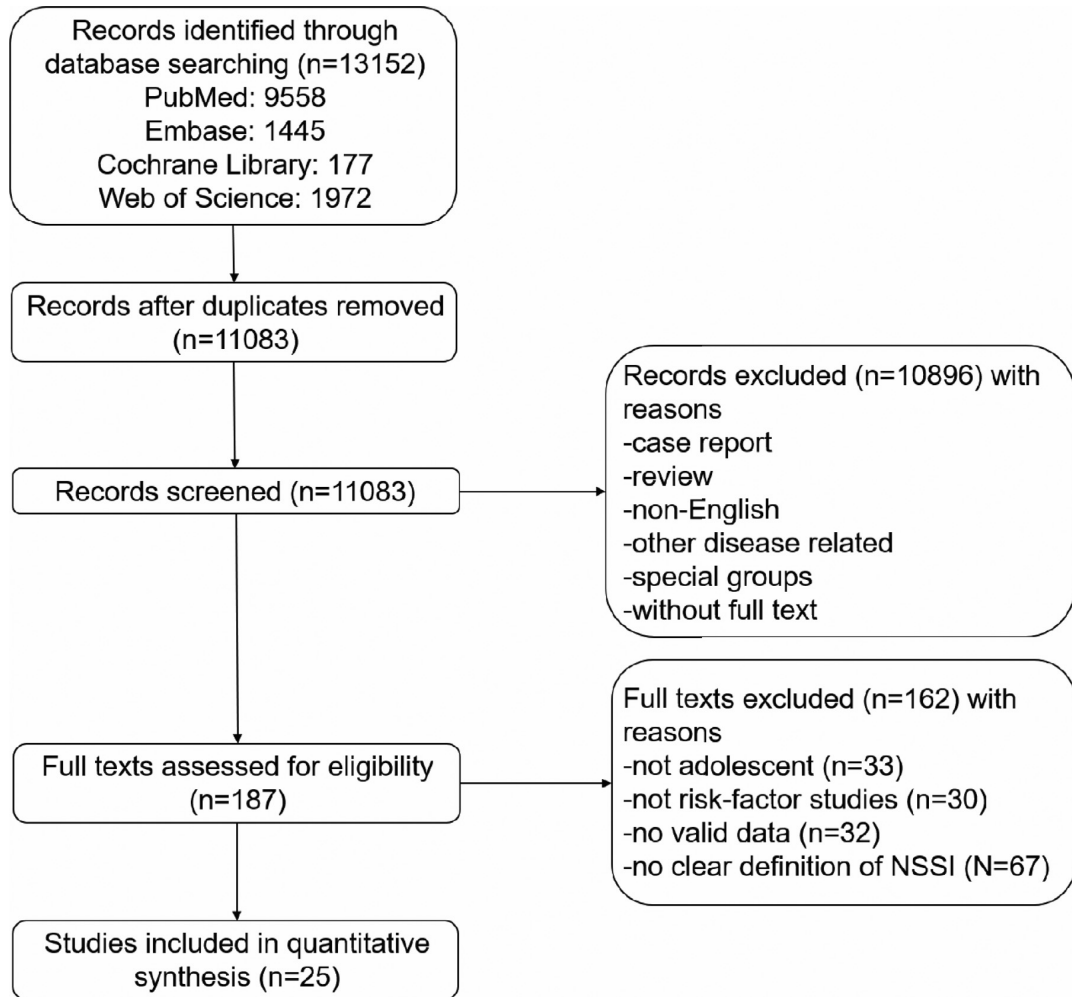 Records identified through
database searching (n=13152)
PubMed: 9558
Embase: 1445
Cochrane Library: 177
Web of Science: 1972
Records after duplicates removed
(n=11083)
Records screened (n=11083)
Records excluded (n=10896) with
reasons
-case report
-review
-non-English
-other disease related
-special groups
-without full text
Full texts assessed for eligibility
(n=187)
Full texts excluded (n=162) with
reasons
-not adolescent (n=33)
-not risk-factor studies (n=30)
-no valid data (n=32)
-no clear definition of NSSI (N=67)
Studies included in quantitative
synthesis (n=25)